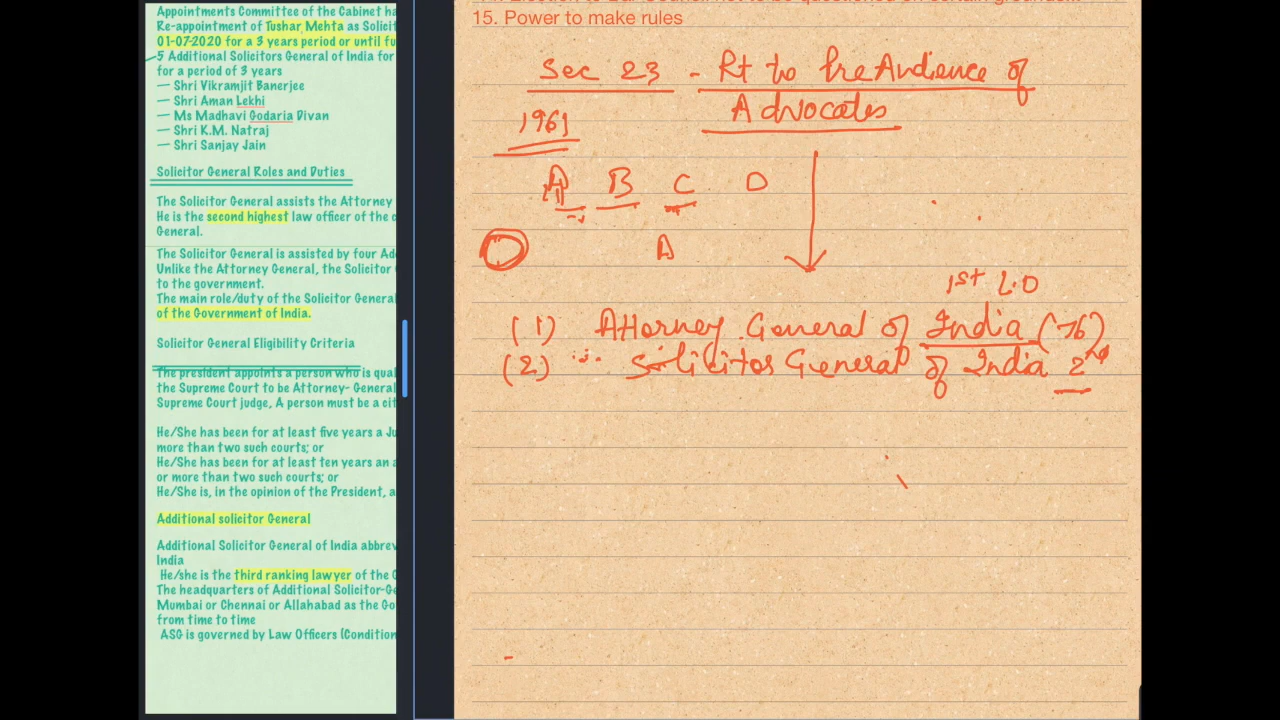 Appointments Committee of the Cabinet ha
Re-appointment of Tushar Mehta as Solicit
01-07-2020 for a 3 years period or until fu
5 Additional Solicitors General of India for
for a period of 3 years
— Shri Vikramjit Banerjee
— Shri Aman Lekhi
— Ms Madhavi Godaria Divan
— Shri K.M. Natraj
— Shri Sanjay Jain
Solicitor General Roles and Duties
The Solicitor General assists the Attorney
He is the second highest law officer of the c
General.
The Solicitor General is assisted by four Ad
Unlike the Attorney General, the Solicitor
to the government.
The main role/duty of the Solicitor General
of the Government of India.
Solicitor General Eligibility Criteria
The president appoints a person who is qual
the Supreme Court to be Attorney- General
Supreme Court judge, A person must be a cit
He/She has been for at least five years a Ju
more than two such courts; or
He/She has been for at least ten years an a
or more than two such courts; or
He/She is, in the opinion of the President, a
Additional solicitor General
Additional Solicitor General of India abbrev
India
He/she is the third ranking lawyer of the G
The headquarters of Additional Solicitor-Ge
Mumbai or Chennai or Allahabad as the Go
from time to time
ASG is governed by Law Officers (Condition
15. Power to make rules
Sec 23 - Rt to PreAudience of
Advocates
1961
A B C D
A
1st L.O
(1) Attorney General of India (76)
(2) Solicitor General of India 2nd